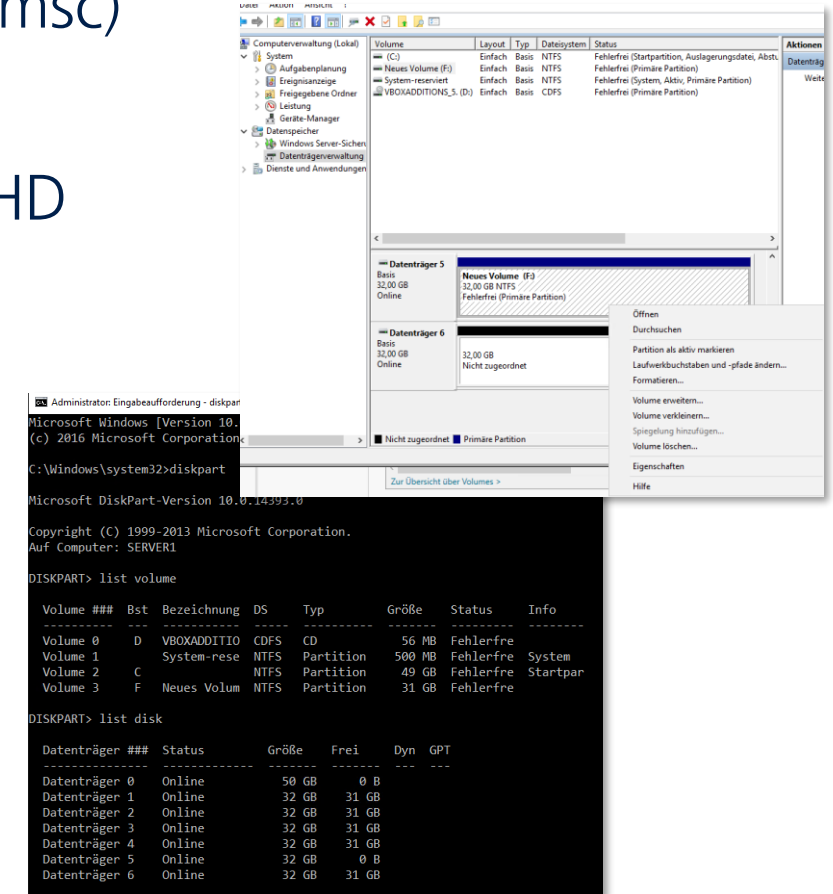 msc)
HD
Datei Aktion Ansicht ?
Computerverwaltung (Lokal)
System
Aufgabenplanung
Ereignisanzeige
Freigegebene Ordner
Leistung
Geräte-Manager
Datenspeicher
Windows Server-Sichen
Datenträgerverwaltung
Dienste und Anwendungen
Volume Layout Typ Dateisystem Status
(C:) Einfach Basis NTFS Fehlerfrei (Startpartition, Auslagerungsdatei, Abstu
Neues Volume (F:) Einfach Basis NTFS Fehlerfrei (Primäre Partition)
System-reserviert Einfach Basis NTFS Fehlerfrei (System, Aktiv, Primäre Partition)
VBOXADDITIONS_5. (D:) Einfach Basis CDFS Fehlerfrei (Primäre Partition)
Aktionen
Datenträg
Weite
Datenträger 5
Basis
32,00 GB
Online
Neues Volume (F:)
32,00 GB NTFS
Fehlerfrei (Primäre Partition)
Datenträger 6
Basis
32,00 GB
Online
32,00 GB
Nicht zugeordnet
Nicht zugeordnet Primäre Partition
Öffnen
Durchsuchen
Partition als aktiv markieren
Laufwerkbuchstaben und -pfade ändern...
Formatieren...
Volume erweitern...
Volume verkleinern...
Spiegelung hinzufügen...
Volume löschen...
Eigenschaften
Hilfe
Zur Übersicht über Volumes >
Administrator: Eingabeaufforderung - diskpar
Microsoft Windows [Version 10.
(c) 2016 Microsoft Corporation
C:\Windows\system32>diskpart
Microsoft DiskPart-Version 10.0.14393.0
Copyright (C) 1999-2013 Microsoft Corporation.
Auf Computer: SERVER1
DISKPART> list volume
Volume ### Bst Bezeichnung DS Typ Größe Status Info
---------- --- ----------- ----- ---------- ------- --------- --------
Volume 0 D VBOXADDITIO CDFS CD 56 MB Fehlerfre
Volume 1 System-rese NTFS Partition 500 MB Fehlerfre System
Volume 2 C NTFS Partition 49 GB Fehlerfre Startpar
Volume 3 F Neues Volum NTFS Partition 31 GB Fehlerfre
DISKPART> list disk
Datenträger ### Status Größe Frei Dyn GPT
--------------- ------------- ------- ------- --- ---
Datenträger 0 Online 50 GB 0 B
Datenträger 1 Online 32 GB 31 GB
Datenträger 2 Online 32 GB 31 GB
Datenträger 3 Online 32 GB 31 GB
Datenträger 4 Online 32 GB 31 GB
Datenträger 5 Online 32 GB 0 B
Datenträger 6 Online 32 GB 31 GB